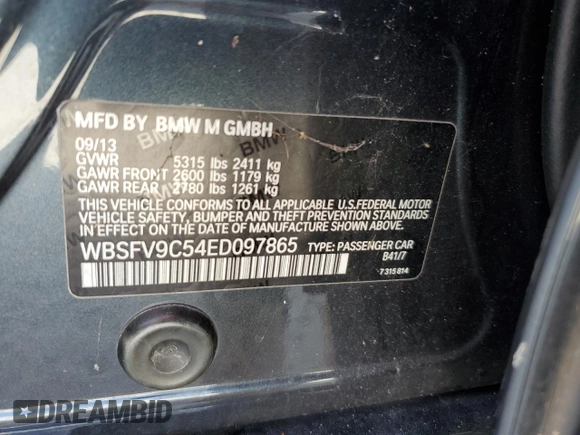 MFD BY BMW M GMBH
09/13
GVWR 5315 lbs 2411 kg
GAWR FRONT 2600 lbs 1179 kg
GAWR REAR 2780 lbs 1261 kg
THIS VEHICLE CONFORMS TO ALL APPLICABLE U.S.FEDERAL MOTOR
VEHICLE SAFETY, BUMPER AND THEFT PREVENTION STANDARDS
IN EFFECT ON THE DATE OF MANUFACTURE SHOWN ABOVE.
WBSFV9C54ED097865 TYPE: PASSENGER CAR
B41/7
7315814
DREAMBID